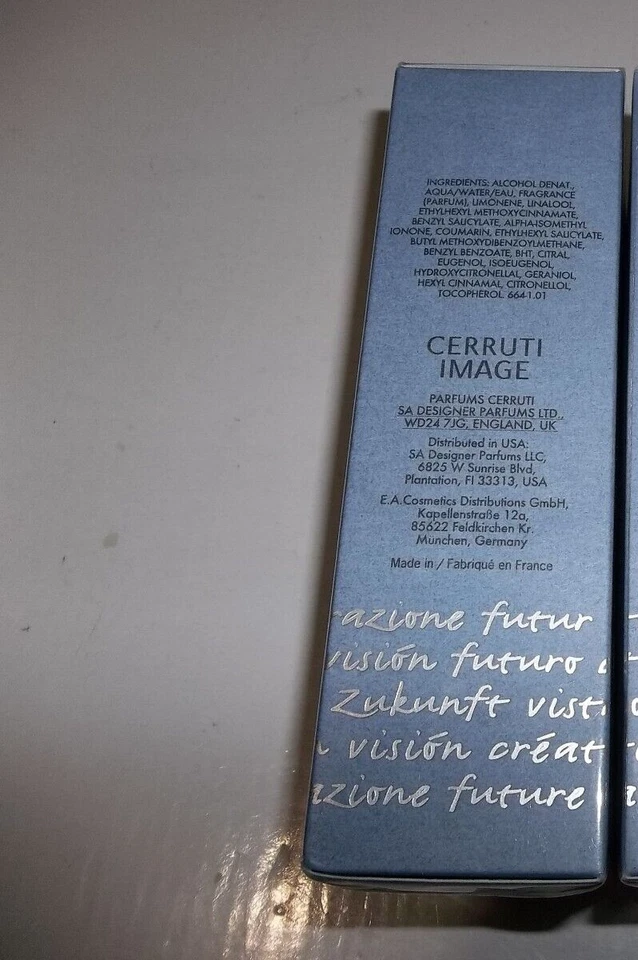 INGREDIENTS: ALCOHOL DENAT.,
AQUA/WATER/EAU, FRAGRANCE
(PARFUM), LIMONENE, LINALOOL,
ETHYLHEXYL METHOXYCINNAMATE,
BENZYL SALICYLATE, ALPHA-ISOMETHYL
IONONE, COUMARIN, ETHYLHEXYL SALICYLATE,
BUTYL METHOXYDIBENZOYLMETHANE,
BENZYL BENZOATE, BHT, CITRAL,
EUGENOL, ISOEUGENOL,
HYDROXYCITRONELLAL, GERANIOL,
HEXYL CINNAMAL, CITRONELLOL,
TOCOPHEROL. 664-1.01
CERRUTI
IMAGE
PARFUMS CERRUTI
SA DESIGNER PARFUMS LTD.,
WD24 7JG, ENGLAND, UK
Distributed in USA:
SA Designer Parfums LLC,
6825 W Sunrise Blvd,
Plantation, Fl 33313, USA
E.A.Cosmetics Distributions GmbH,
Kapellenstraße 12a,
85622 Feldkirchen Kr.
Munchen, Germany
Made in / Fabriqué en France
azione futur
visión futuro
Zukunft vist
visión créat
azione future